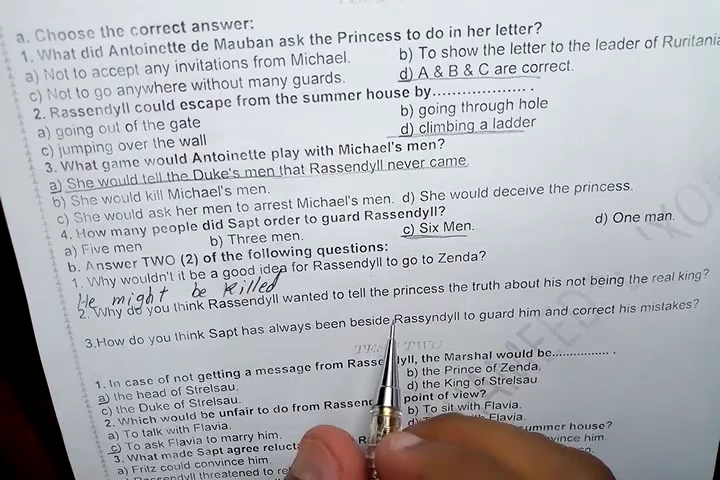 a. Choose the correct answer:
1. What did Antoinette de Mauban ask the Princess to do in her letter?
a) Not to accept any invitations from Michael.
b) To show the letter to the leader of Ruritania
c) Not to go anywhere without many guards.
d) A & B & C are correct.
2. Rassendyll could escape from the summer house by...................
a) going out of the gate
b) going through hole
c) jumping over the wall
d) climbing a ladder
3. What game would Antoinette play with Michael's men?
a) She would tell the Duke's men that Rassendyll never came.
b) She would kill Michael's men.
c) She would ask her men to arrest Michael's men. d) She would deceive the princess.
4. How many people did Sapt order to guard Rassendyll?
a) Five men b) Three men. c) Six Men. d) One man.
b. Answer TWO (2) of the following questions:
1. Why wouldn't it be a good idea for Rassendyll to go to Zenda?
He might be killed
2. Why do you think Rassendyll wanted to tell the princess the truth about his not being the real king?
3.How do you think Sapt has always been beside Rassyndyll to guard him and correct his mistakes?
TWO
1. In case of not getting a message from Rasse dyll, the Marshal would be................
a) the head of Strelsau.
b) the Prince of Zenda.
c) the Duke of Strelsau.
d) the King of Strelsau
2. Which would be unfair to do from Rassen point of view?
a) To talk with Flavia.
b) To sit with Flavia.
c) To ask Flavia to marry him.
Flavia.
3. What made Sapt agree reluct summer house?
a) Fritz could convince him.
vince him.
threatened to